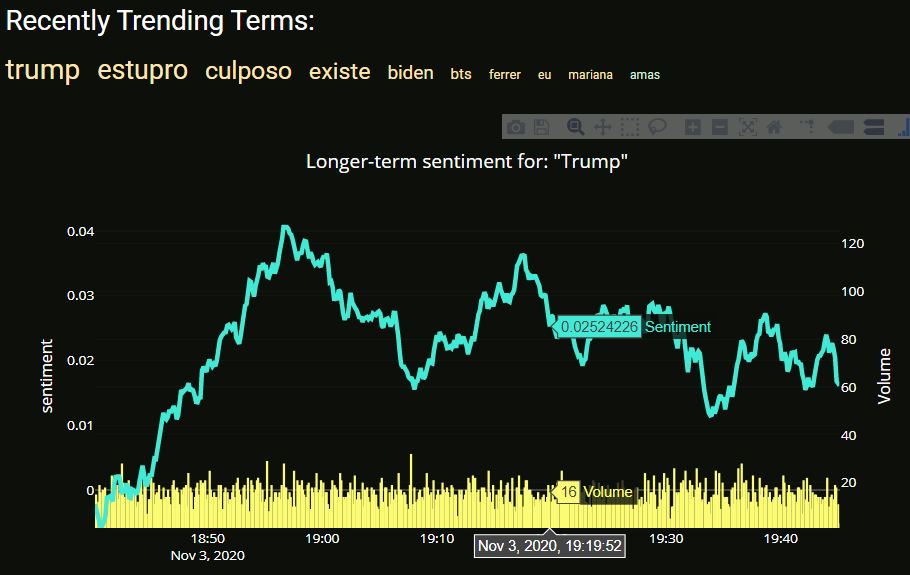 Recently Trending Terms:
trump estupro culposo existe biden bts ferrer eu mariana amas
Longer-term sentiment for: "Trump"
0.04
0.03
0.02
0.01
0
sentiment
120
100
80
60
40
20
Volume
0.02524226 Sentiment
16 Volume
18:50 19:00 19:10 19:30 19:40
Nov 3, 2020
Nov 3, 2020, 19:19:52